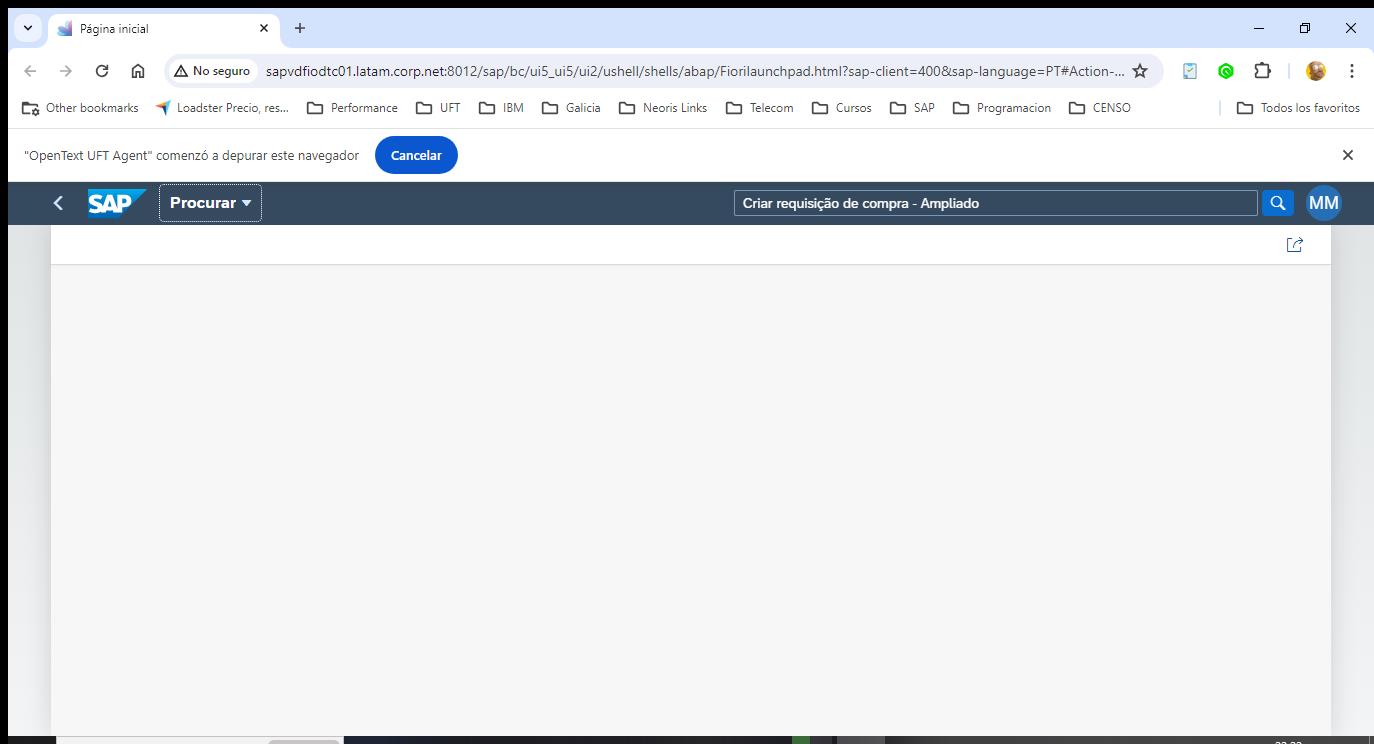 Página inicial
No seguro
sapvdfiodtc01.latam.corp.net:8012/sap/bc/ui5_ui5/ui2/ushell/shells/abap/Fiorilaunchpad.html?sap-client=400&sap-language=PT#Action-...
Other bookmarks
Loadster Precio, res...
Performance
UFT
IBM
Galicia
Neoris Links
Telecom
Cursos
SAP
Programacion
CENSO
Todos los favoritos
"OpenText UFT Agent" comenzó a depurar este navegador
Cancelar
SAP
Procurar
Criar requisição de compra - Ampliado
MM